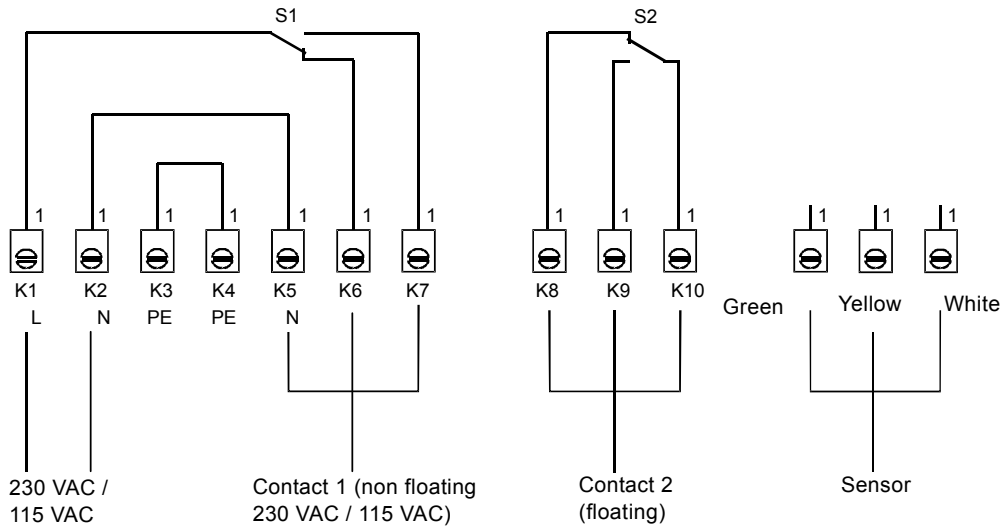 S1 S2
1 1 1 1 1 1 1 1 1 1 1 1 1
K1 K2 K3 K4 K5 K6 K7 K8 K9 K10
L N PE PE N
Green Yellow White
230 VAC /
115 VAC
Contact 1 (non floating
230 VAC / 115 VAC)
Contact 2
(floating)
Sensor